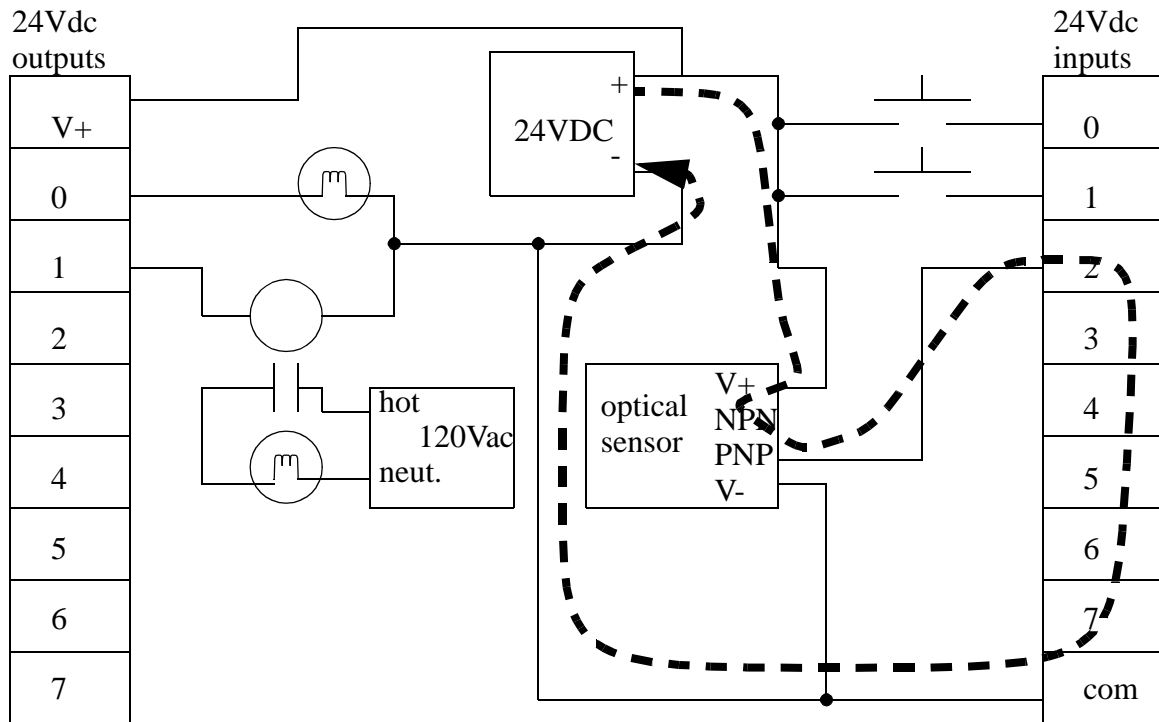 24Vdc
outputs
V+
0
1
2
3
4
5
6
7
+
24VDC
-
hot
120Vac
neut.
optical
sensor
V+
NPN
PNP
V-
24Vdc
inputs
0
1
2
3
4
5
6
7
com